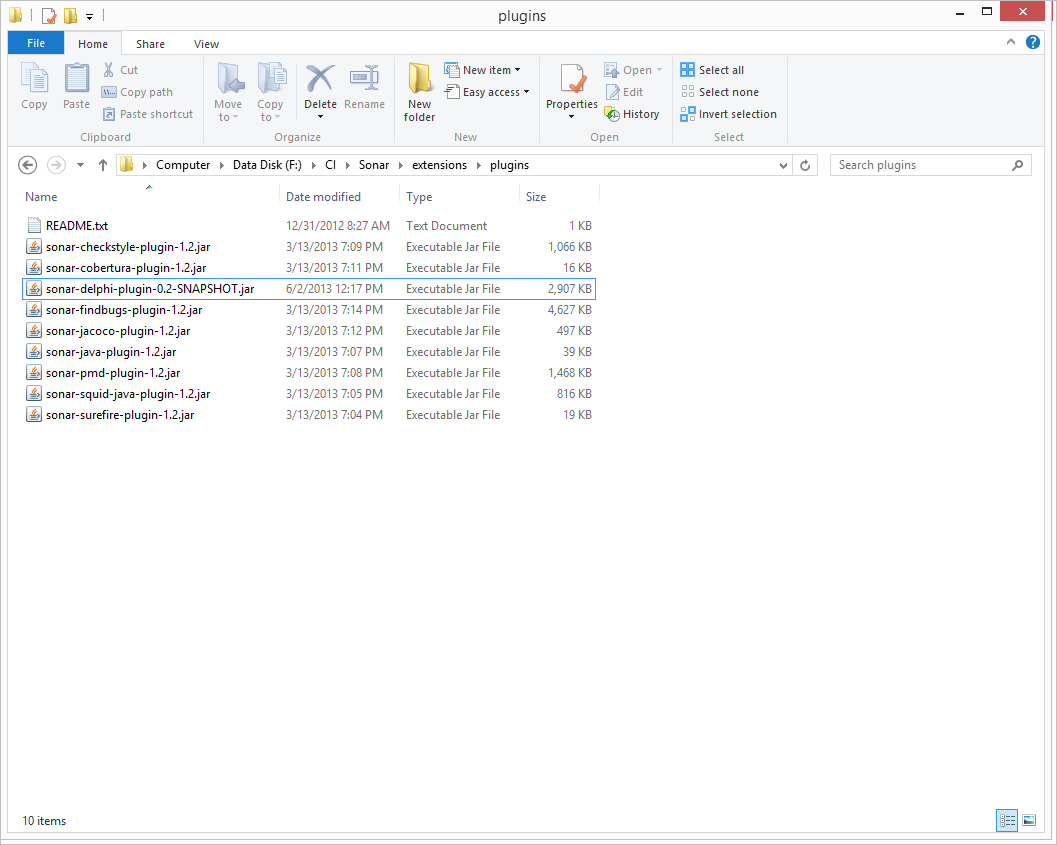 plugins
File Home Share View
Copy Paste Cut Copy path Paste shortcut Clipboard
Move to Copy to Delete Rename Organize
New folder New item Easy access New
Properties Open Edit History Open
Select all Select none Invert selection Select
Computer Data Disk (F:) CI Sonar extensions plugins Search plugins
Name Date modified Type Size
README.txt 12/31/2012 8:27 AM Text Document 1 KB
sonar-checkstyle-plugin-1.2.jar 3/13/2013 7:09 PM Executable Jar File 1,066 KB
sonar-cobertura-plugin-1.2.jar 3/13/2013 7:11 PM Executable Jar File 16 KB
sonar-delphi-plugin-0.2-SNAPSHOT.jar 6/2/2013 12:17 PM Executable Jar File 2,907 KB
sonar-findbugs-plugin-1.2.jar 3/13/2013 7:14 PM Executable Jar File 4,627 KB
sonar-jacoco-plugin-1.2.jar 3/13/2013 7:12 PM Executable Jar File 497 KB
sonar-java-plugin-1.2.jar 3/13/2013 7:07 PM Executable Jar File 39 KB
sonar-pmd-plugin-1.2.jar 3/13/2013 7:08 PM Executable Jar File 1,468 KB
sonar-squid-java-plugin-1.2.jar 3/13/2013 7:05 PM Executable Jar File 816 KB
sonar-surefire-plugin-1.2.jar 3/13/2013 7:04 PM Executable Jar File 19 KB
10 items